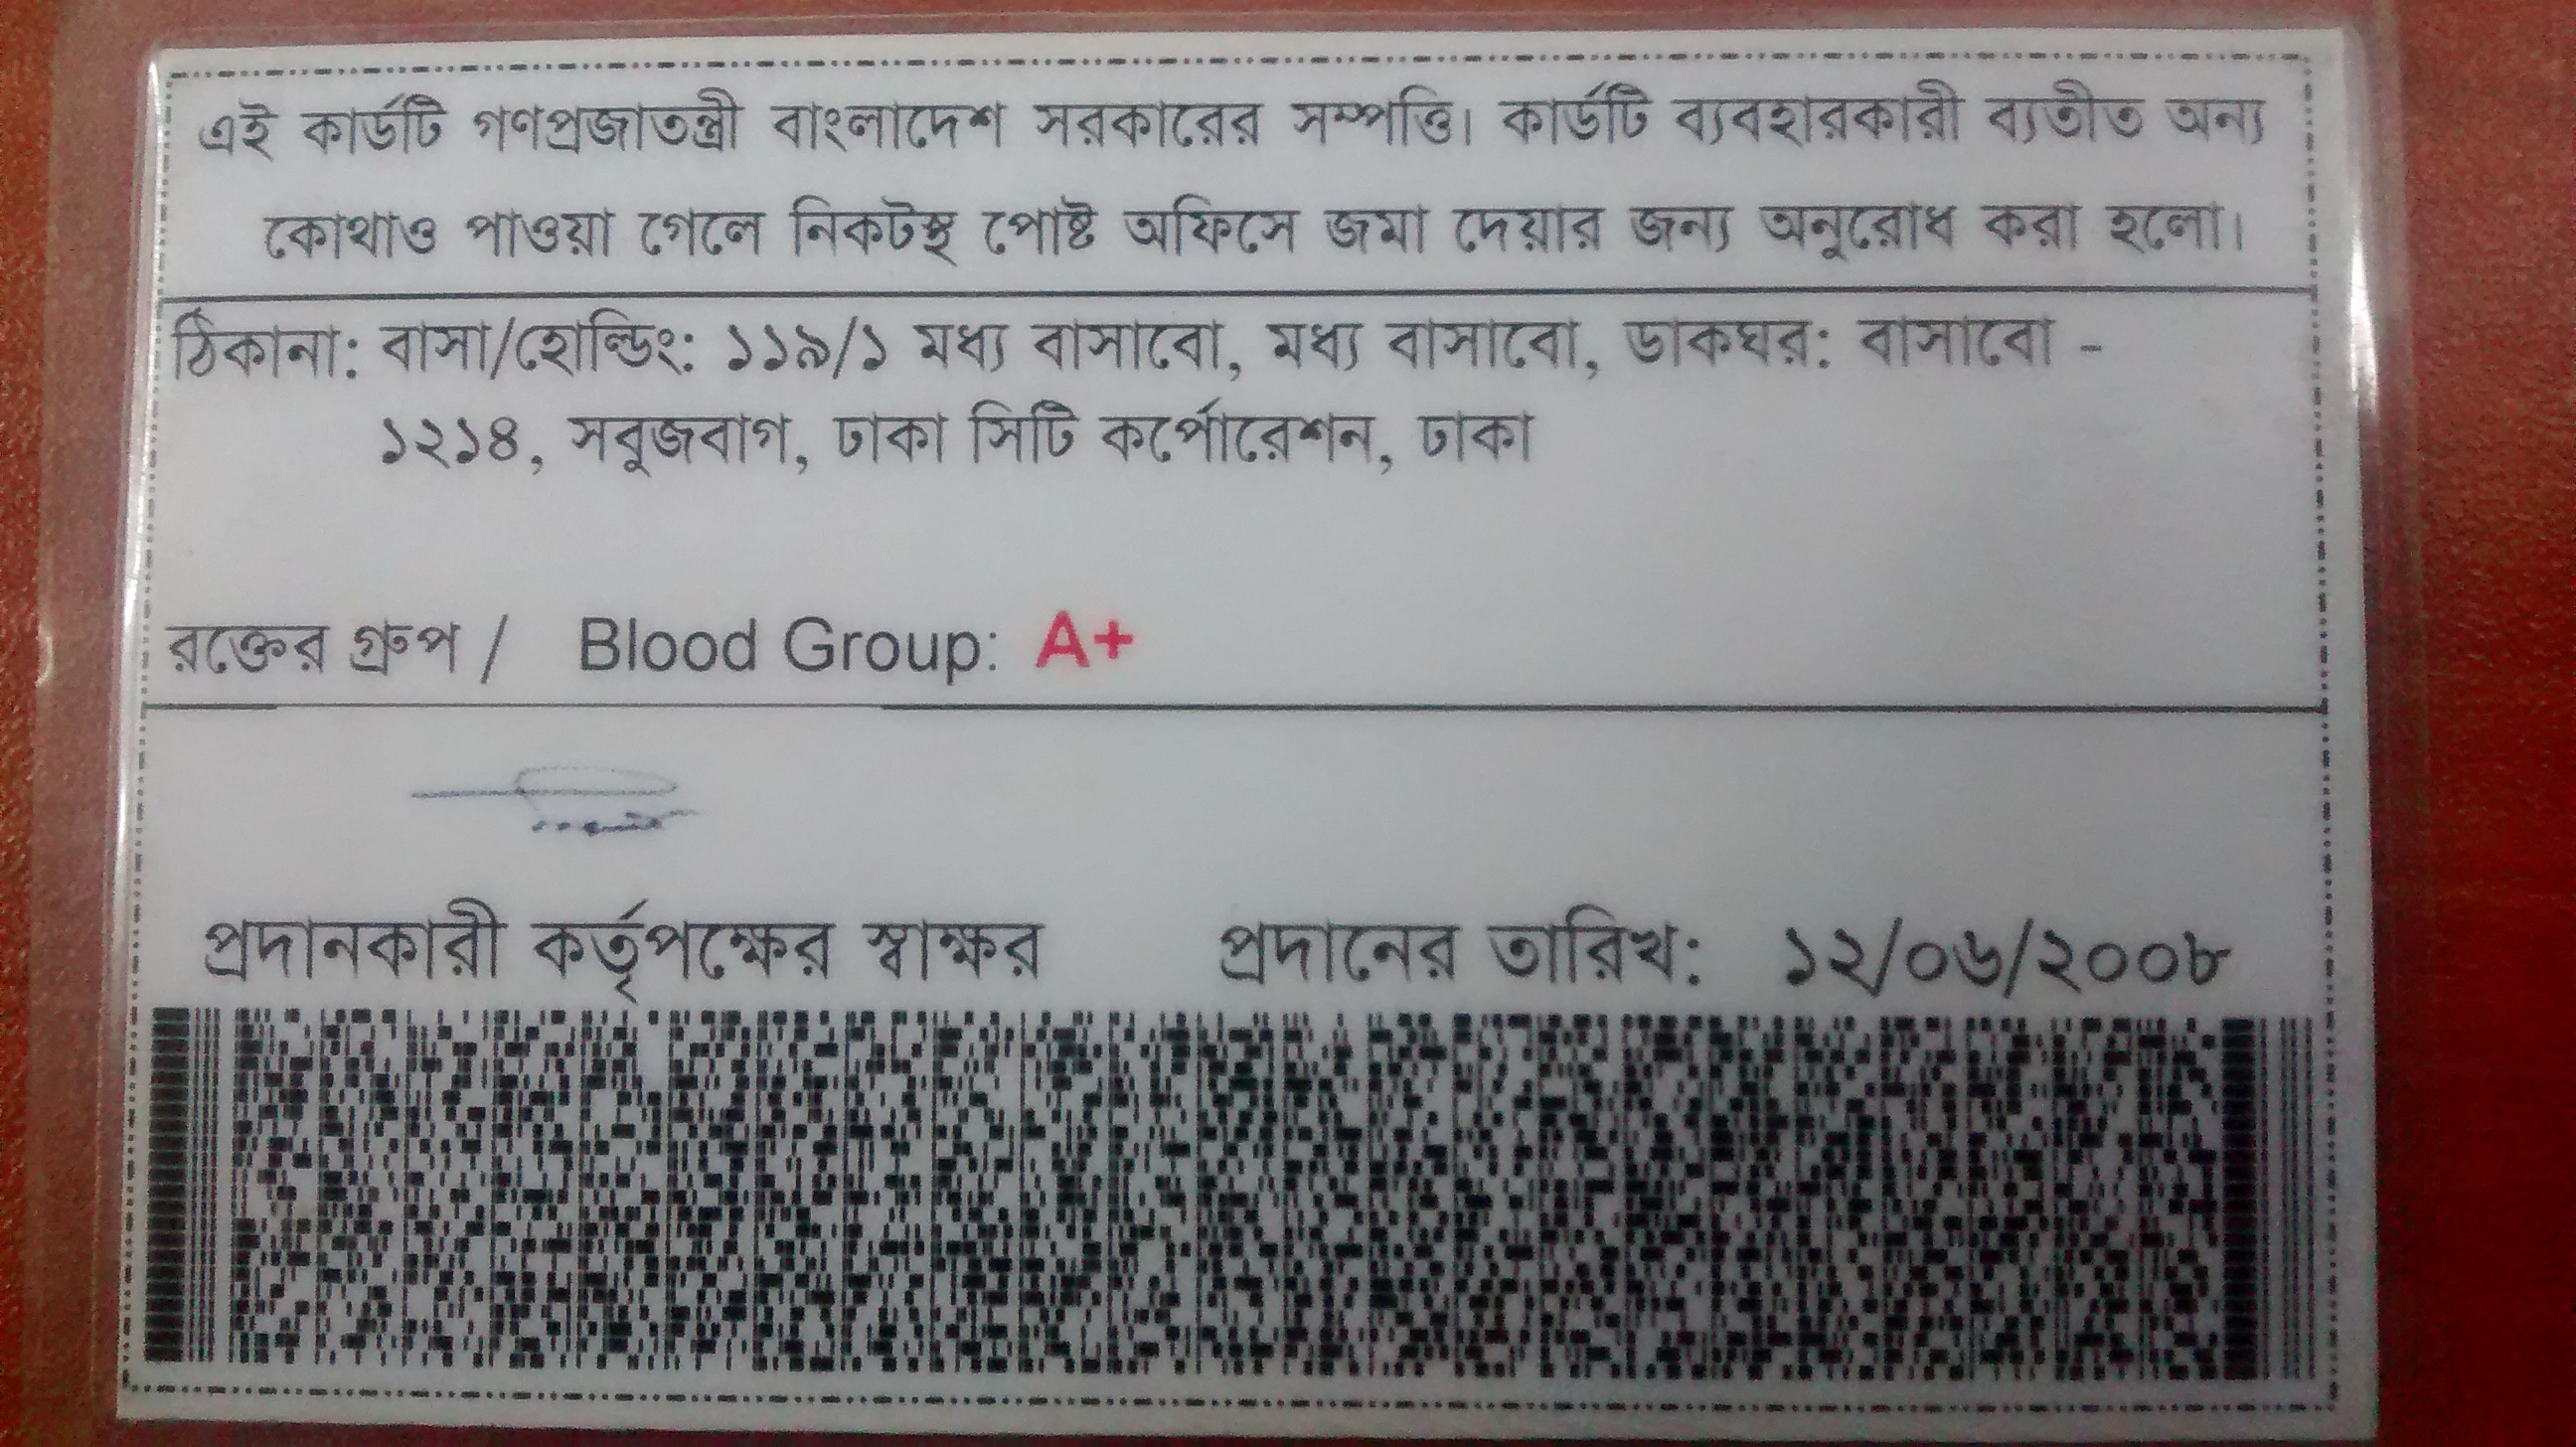 এই কার্ডটি গণপ্রজাতন্ত্রী বাংলাদেশ সরকারের সম্পত্তি। কার্ডটি ব্যবহারকারী ব্যতীত অন্য
কোথাও পাওয়া গেলে নিকটস্থ পোষ্ট অফিসে জমা দেয়ার জন্য অনুরোধ করা হলো।
ঠিকানা: বাসা/হোল্ডিং: ১১৯/১ মধ্য বাসাবো, মধ্য বাসাবো, ডাকঘর: বাসাবো -
১২১৪, সবুজবাগ, ঢাকা সিটি কর্পোরেশন, ঢাকা
রক্তের গ্রুপ / Blood Group: A+
প্রদানকারী কর্তৃপক্ষের স্বাক্ষর প্রদানের তারিখ: ১২/০৬/২০০৮